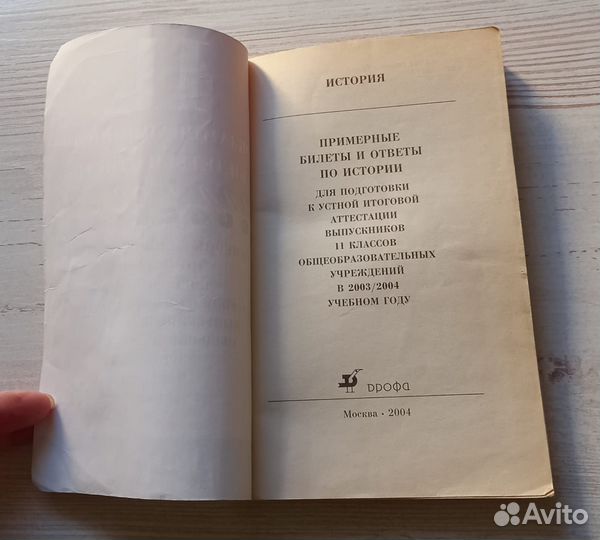 ИСТОРИЯ
ПРИМЕРНЫЕ
БИЛЕТЫ И ОТВЕТЫ
ПО ИСТОРИИ
ДЛЯ ПОДГОТОВКИ
К УСТНОЙ ИТОГОВОЙ
АТТЕСТАЦИИ
ВЫПУСКНИКОВ
11 КЛАССОВ
ОБЩЕОБРАЗОВАТЕЛЬНЫХ
УЧРЕЖДЕНИЙ
В 2003/2004
УЧЕБНОМ ГОДУ
дрофа
Москва • 2004
Avito